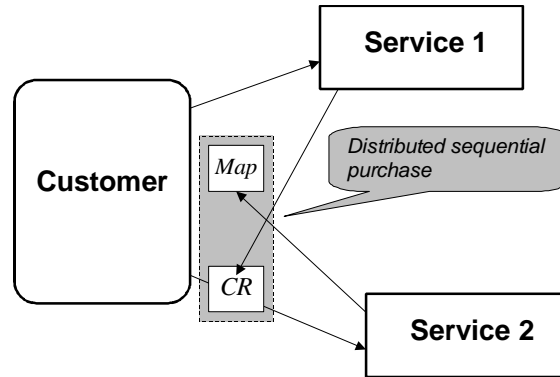 Service 1
Customer
Map
Distributed sequential
purchase
CR
Service 2